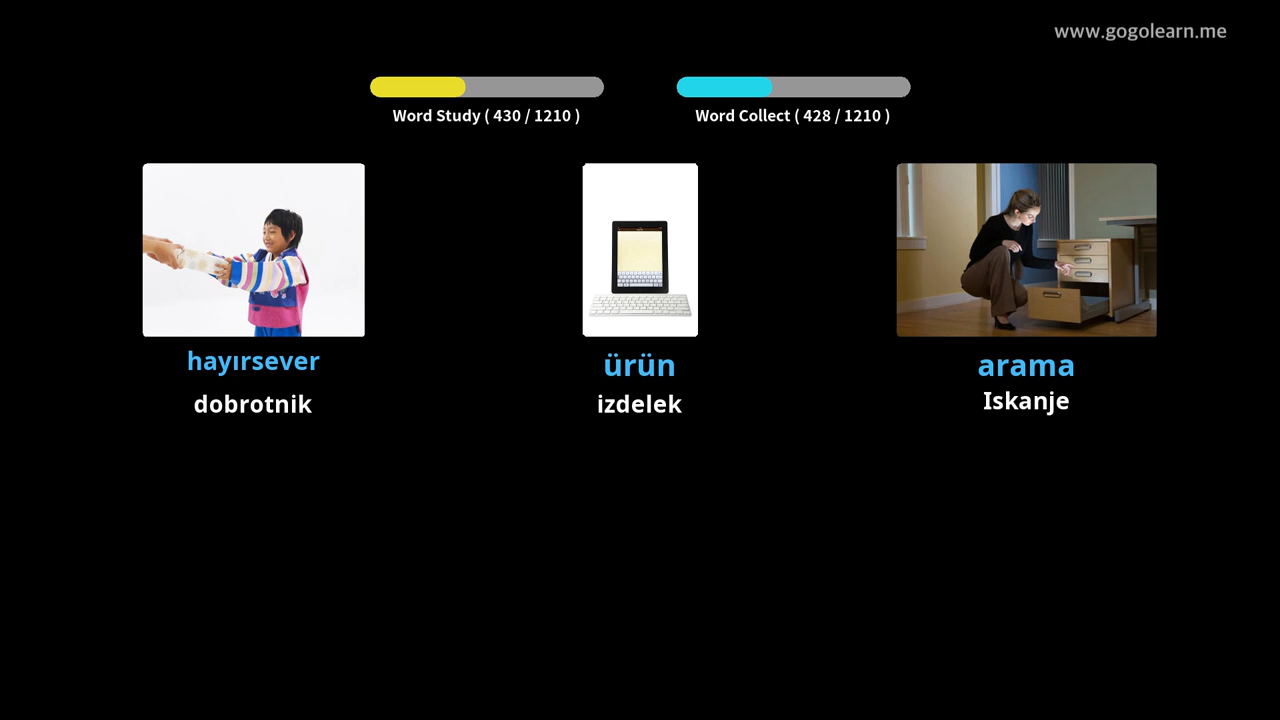 www.gogolearn.me
Word Study ( 430 / 1210 )
Word Collect ( 428 / 1210 )
hayırsever
dobrotnik
ürün
izdelek
arama
Iskanje